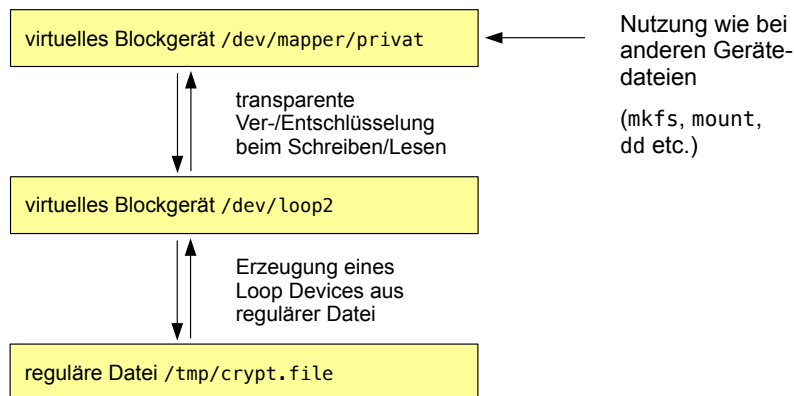 virtuelles Blockgerät /dev/mapper/privat
Nutzung wie bei
anderen Geräte-
dateien
(mkfs, mount,
dd etc.)
transparente
Ver-/Entschlüsselung
beim Schreiben/Lesen
virtuelles Blockgerät /dev/loop2
Erzeugung eines
Loop Devices aus
regulärer Datei
reguläre Datei /tmp/crypt.file